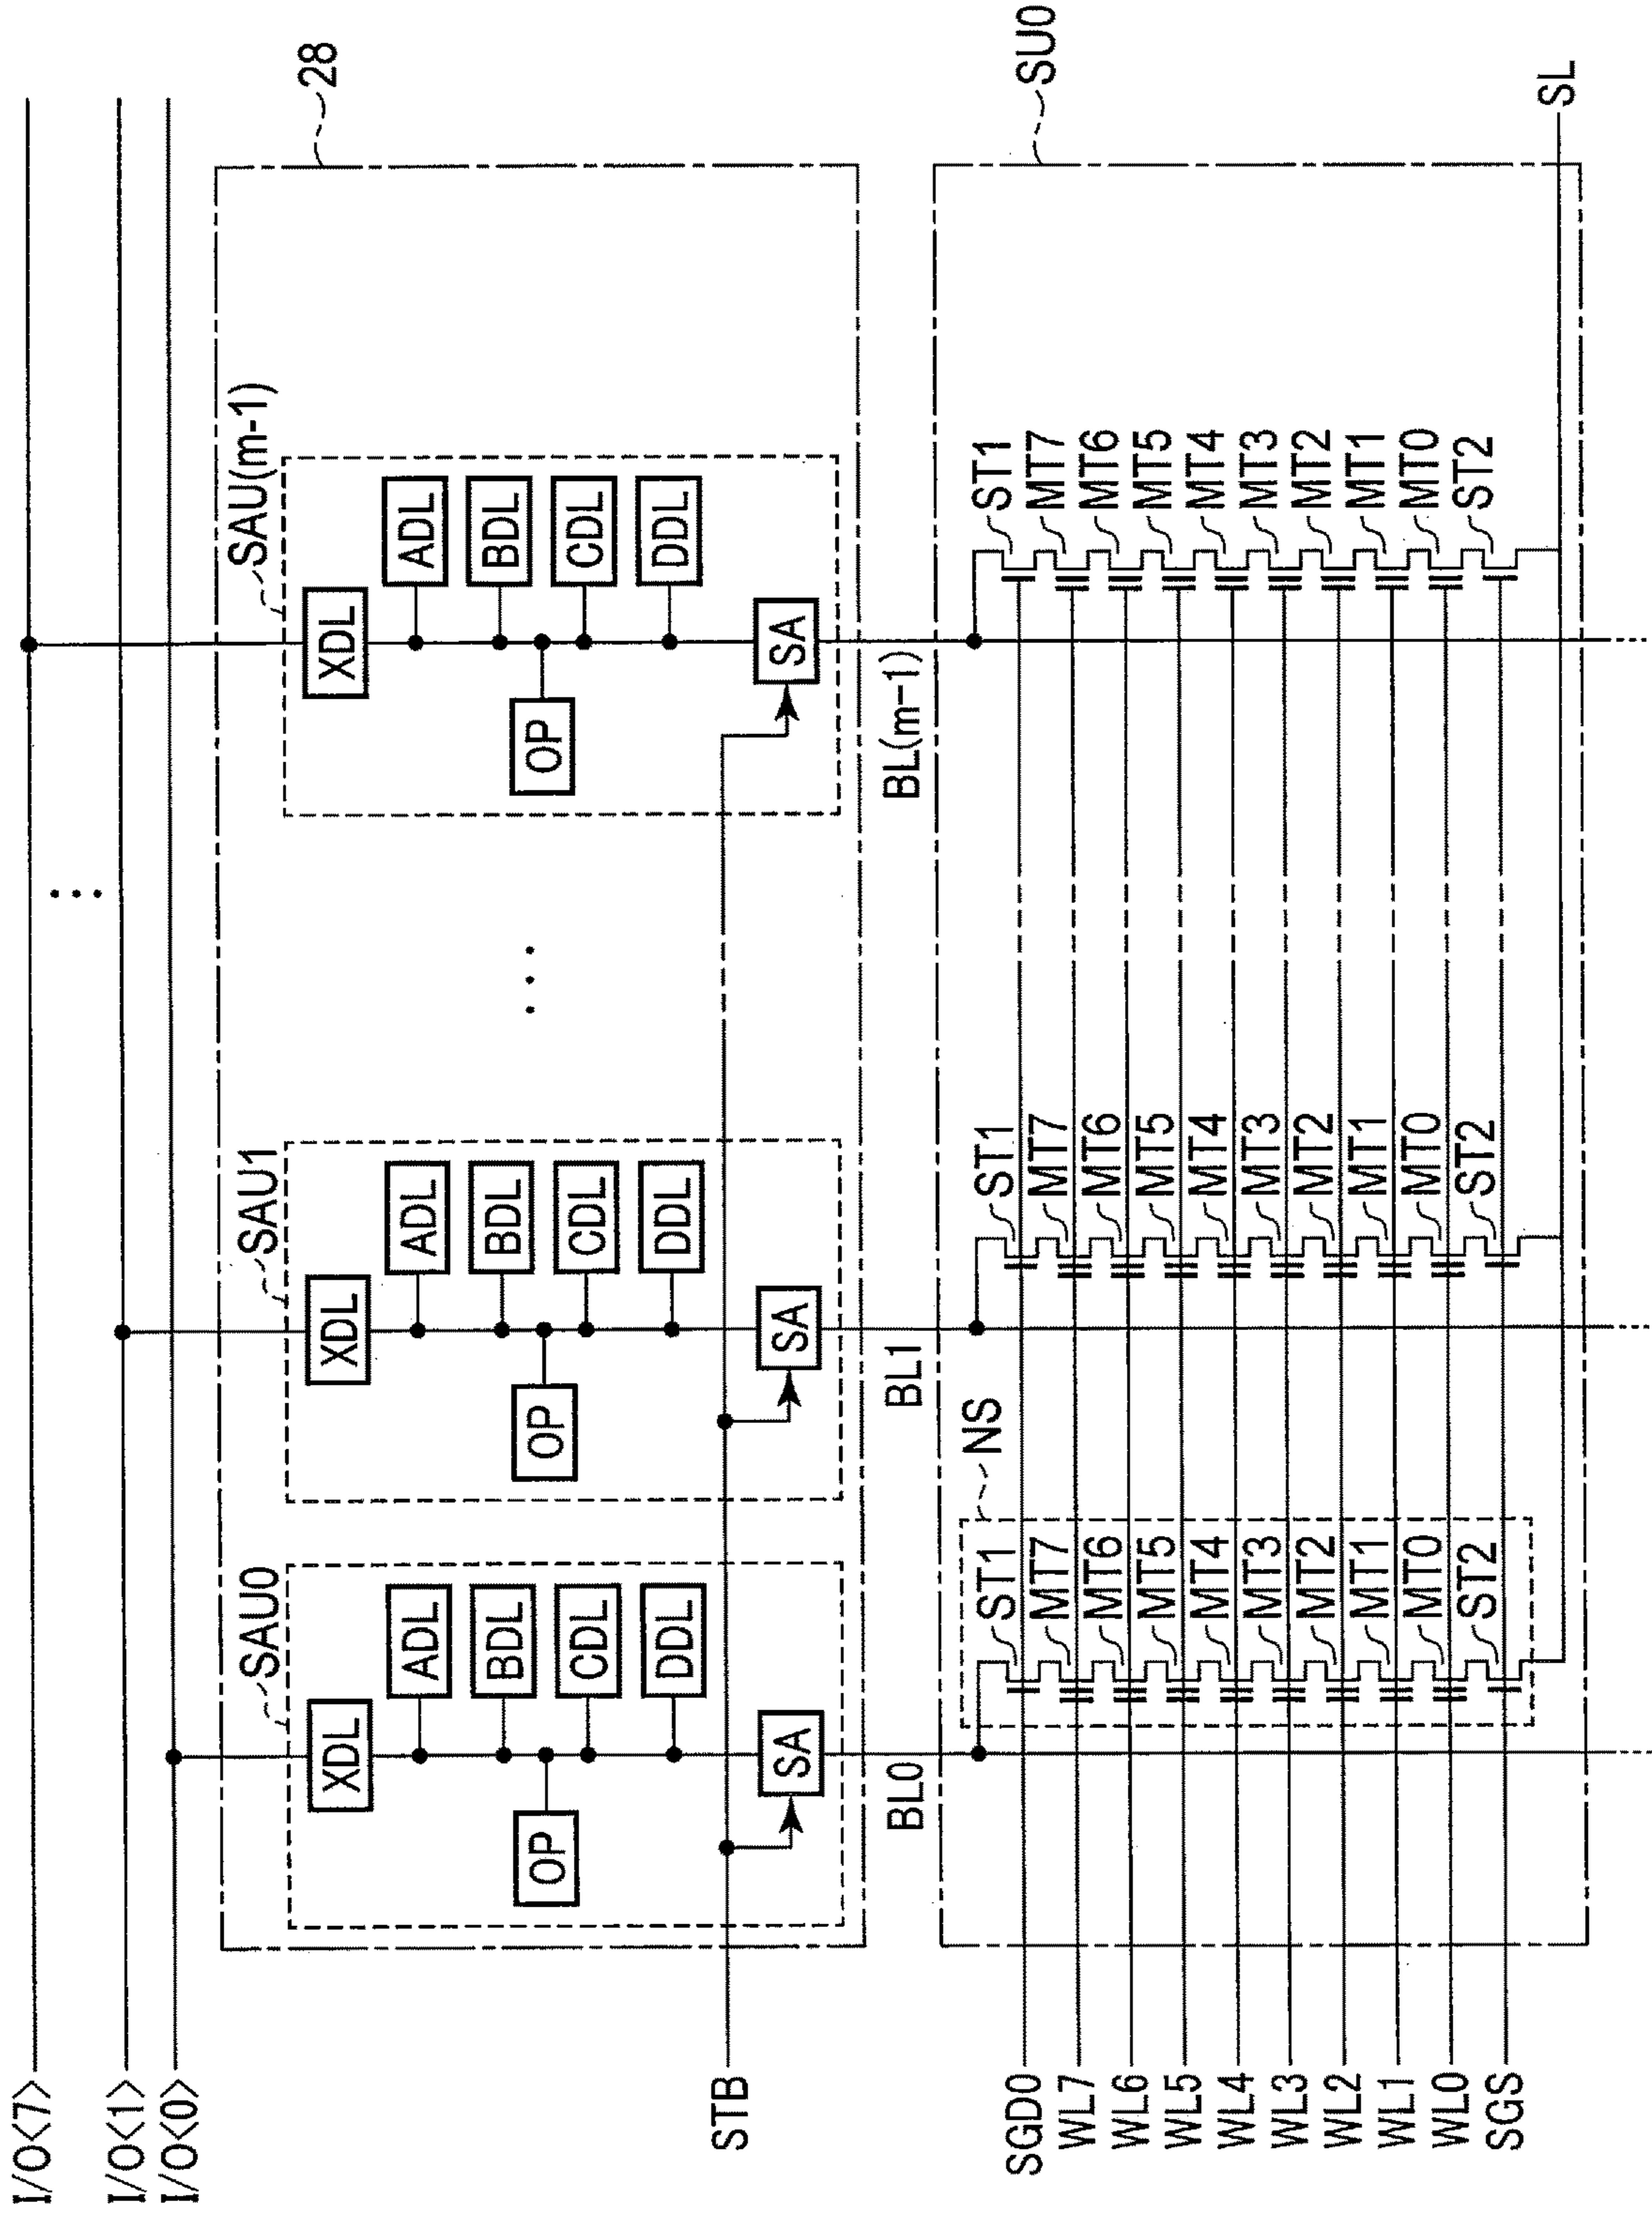 I/O<7>
I/O<1>
I/O<0>
28
SAU0
SAU1
SAU(m-1)
XDL
ADL
BDL
OP
CDL
DDL
SA
XDL
ADL
BDL
OP
CDL
DDL
SA
XDL
ADL
BDL
OP
CDL
DDL
SA
STB
BL0
BL1
BL(m-1)
SU0
NS
SGD0
WL7
WL6
WL5
WL4
WL3
WL2
WL1
WL0
SGS
ST1
MT7
MT6
MT5
MT4
MT3
MT2
MT1
MT0
ST2
ST1
MT7
MT6
MT5
MT4
MT3
MT2
MT1
MT0
ST2
ST1
MT7
MT6
MT5
MT4
MT3
MT2
MT1
MT0
ST2
SL